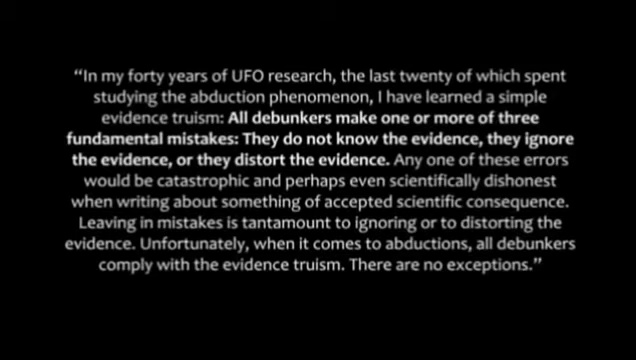 “In my forty years of UFO research, the last twenty of which spent
studying the abduction phenomenon, I have learned a simple
evidence truism: All debunkers make one or more of three
fundamental mistakes: They do not know the evidence, they ignore
the evidence, or they distort the evidence. Any one of these errors
would be catastrophic and perhaps even scientifically dishonest
when writing about something of accepted scientific consequence.
Leaving in mistakes is tantamount to ignoring or to distorting the
evidence. Unfortunately, when it comes to abductions, all debunkers
comply with the evidence truism. There are no exceptions.”